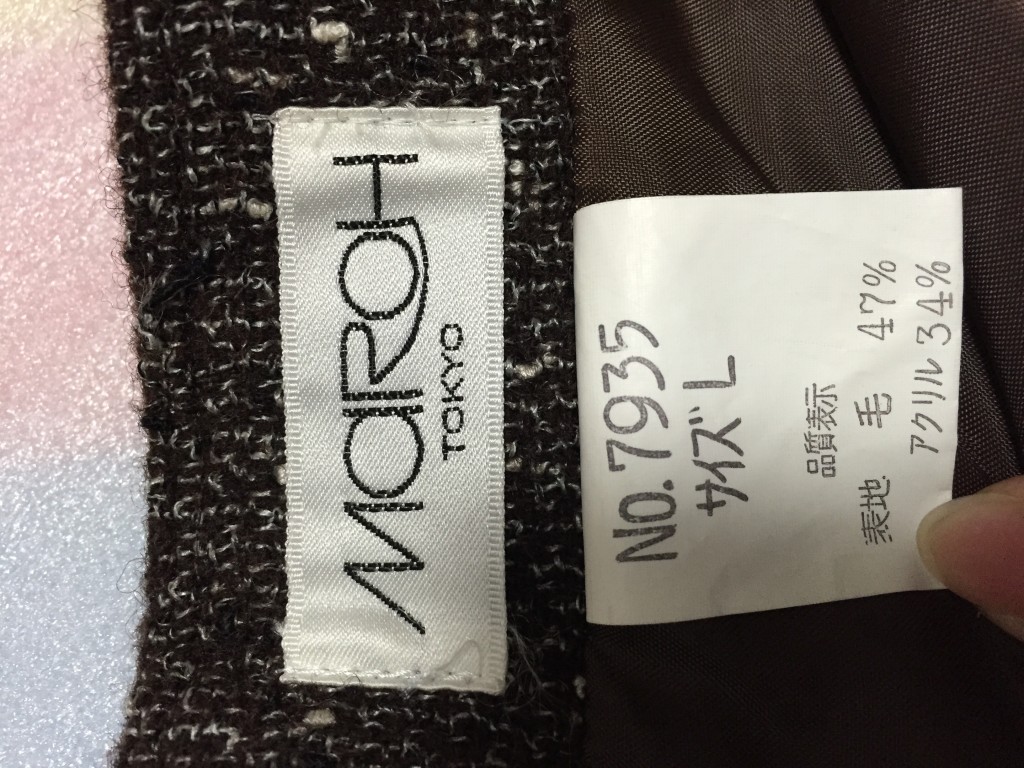 MaRoH
TOKYO
NO.7935
サイズ L
品質表示
表地 毛 47%
アクリル 34%